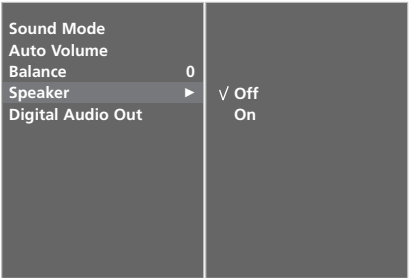 Sound Mode
Auto Volume
Balance 0
Speaker ►
Digital Audio Out
√ Off
On